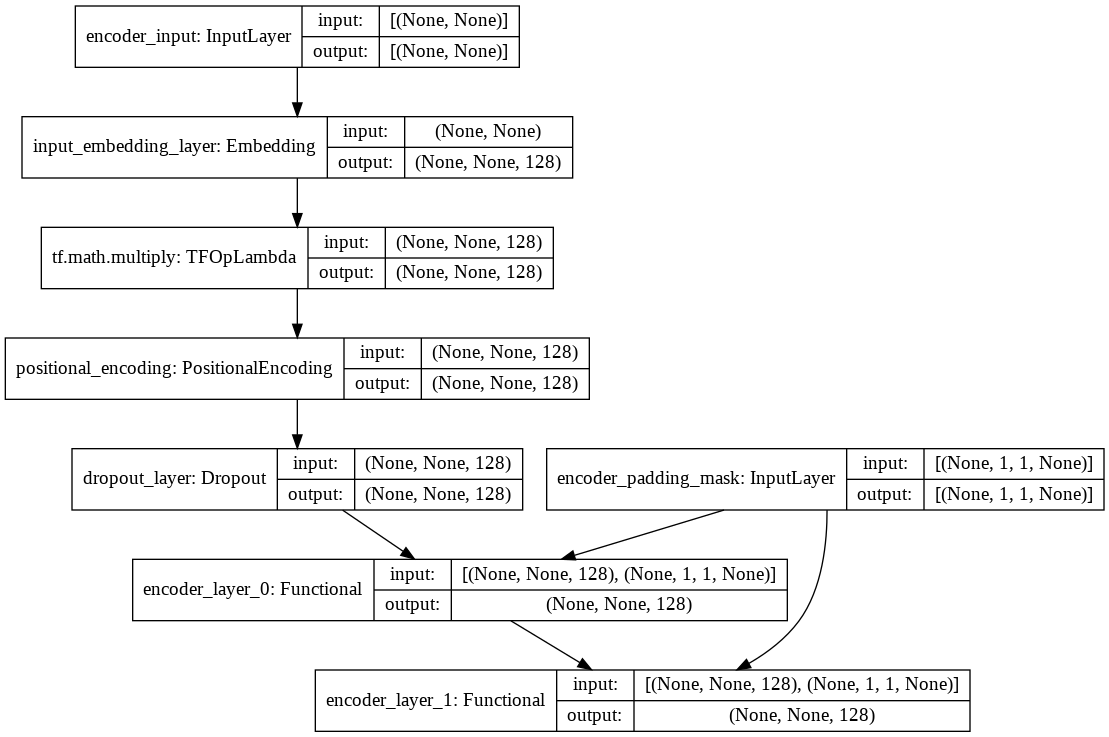 encoder_input: InputLayer
input:
[(None, None)]
output:
[(None, None)]
input_embedding_layer: Embedding
input:
(None, None)
output:
(None, None, 128)
tf.math.multiply: TFOpLambda
input:
(None, None, 128)
output:
(None, None, 128)
positional_encoding: PositionalEncoding
input:
(None, None, 128)
output:
(None, None, 128)
dropout_layer: Dropout
input:
(None, None, 128)
output:
(None, None, 128)
encoder_padding_mask: InputLayer
input:
[(None, 1, 1, None)]
output:
[(None, 1, 1, None)]
encoder_layer_0: Functional
input:
[(None, None, 128), (None, 1, 1, None)]
output:
(None, None, 128)
encoder_layer_1: Functional
input:
[(None, None, 128), (None, 1, 1, None)]
output:
(None, None, 128)